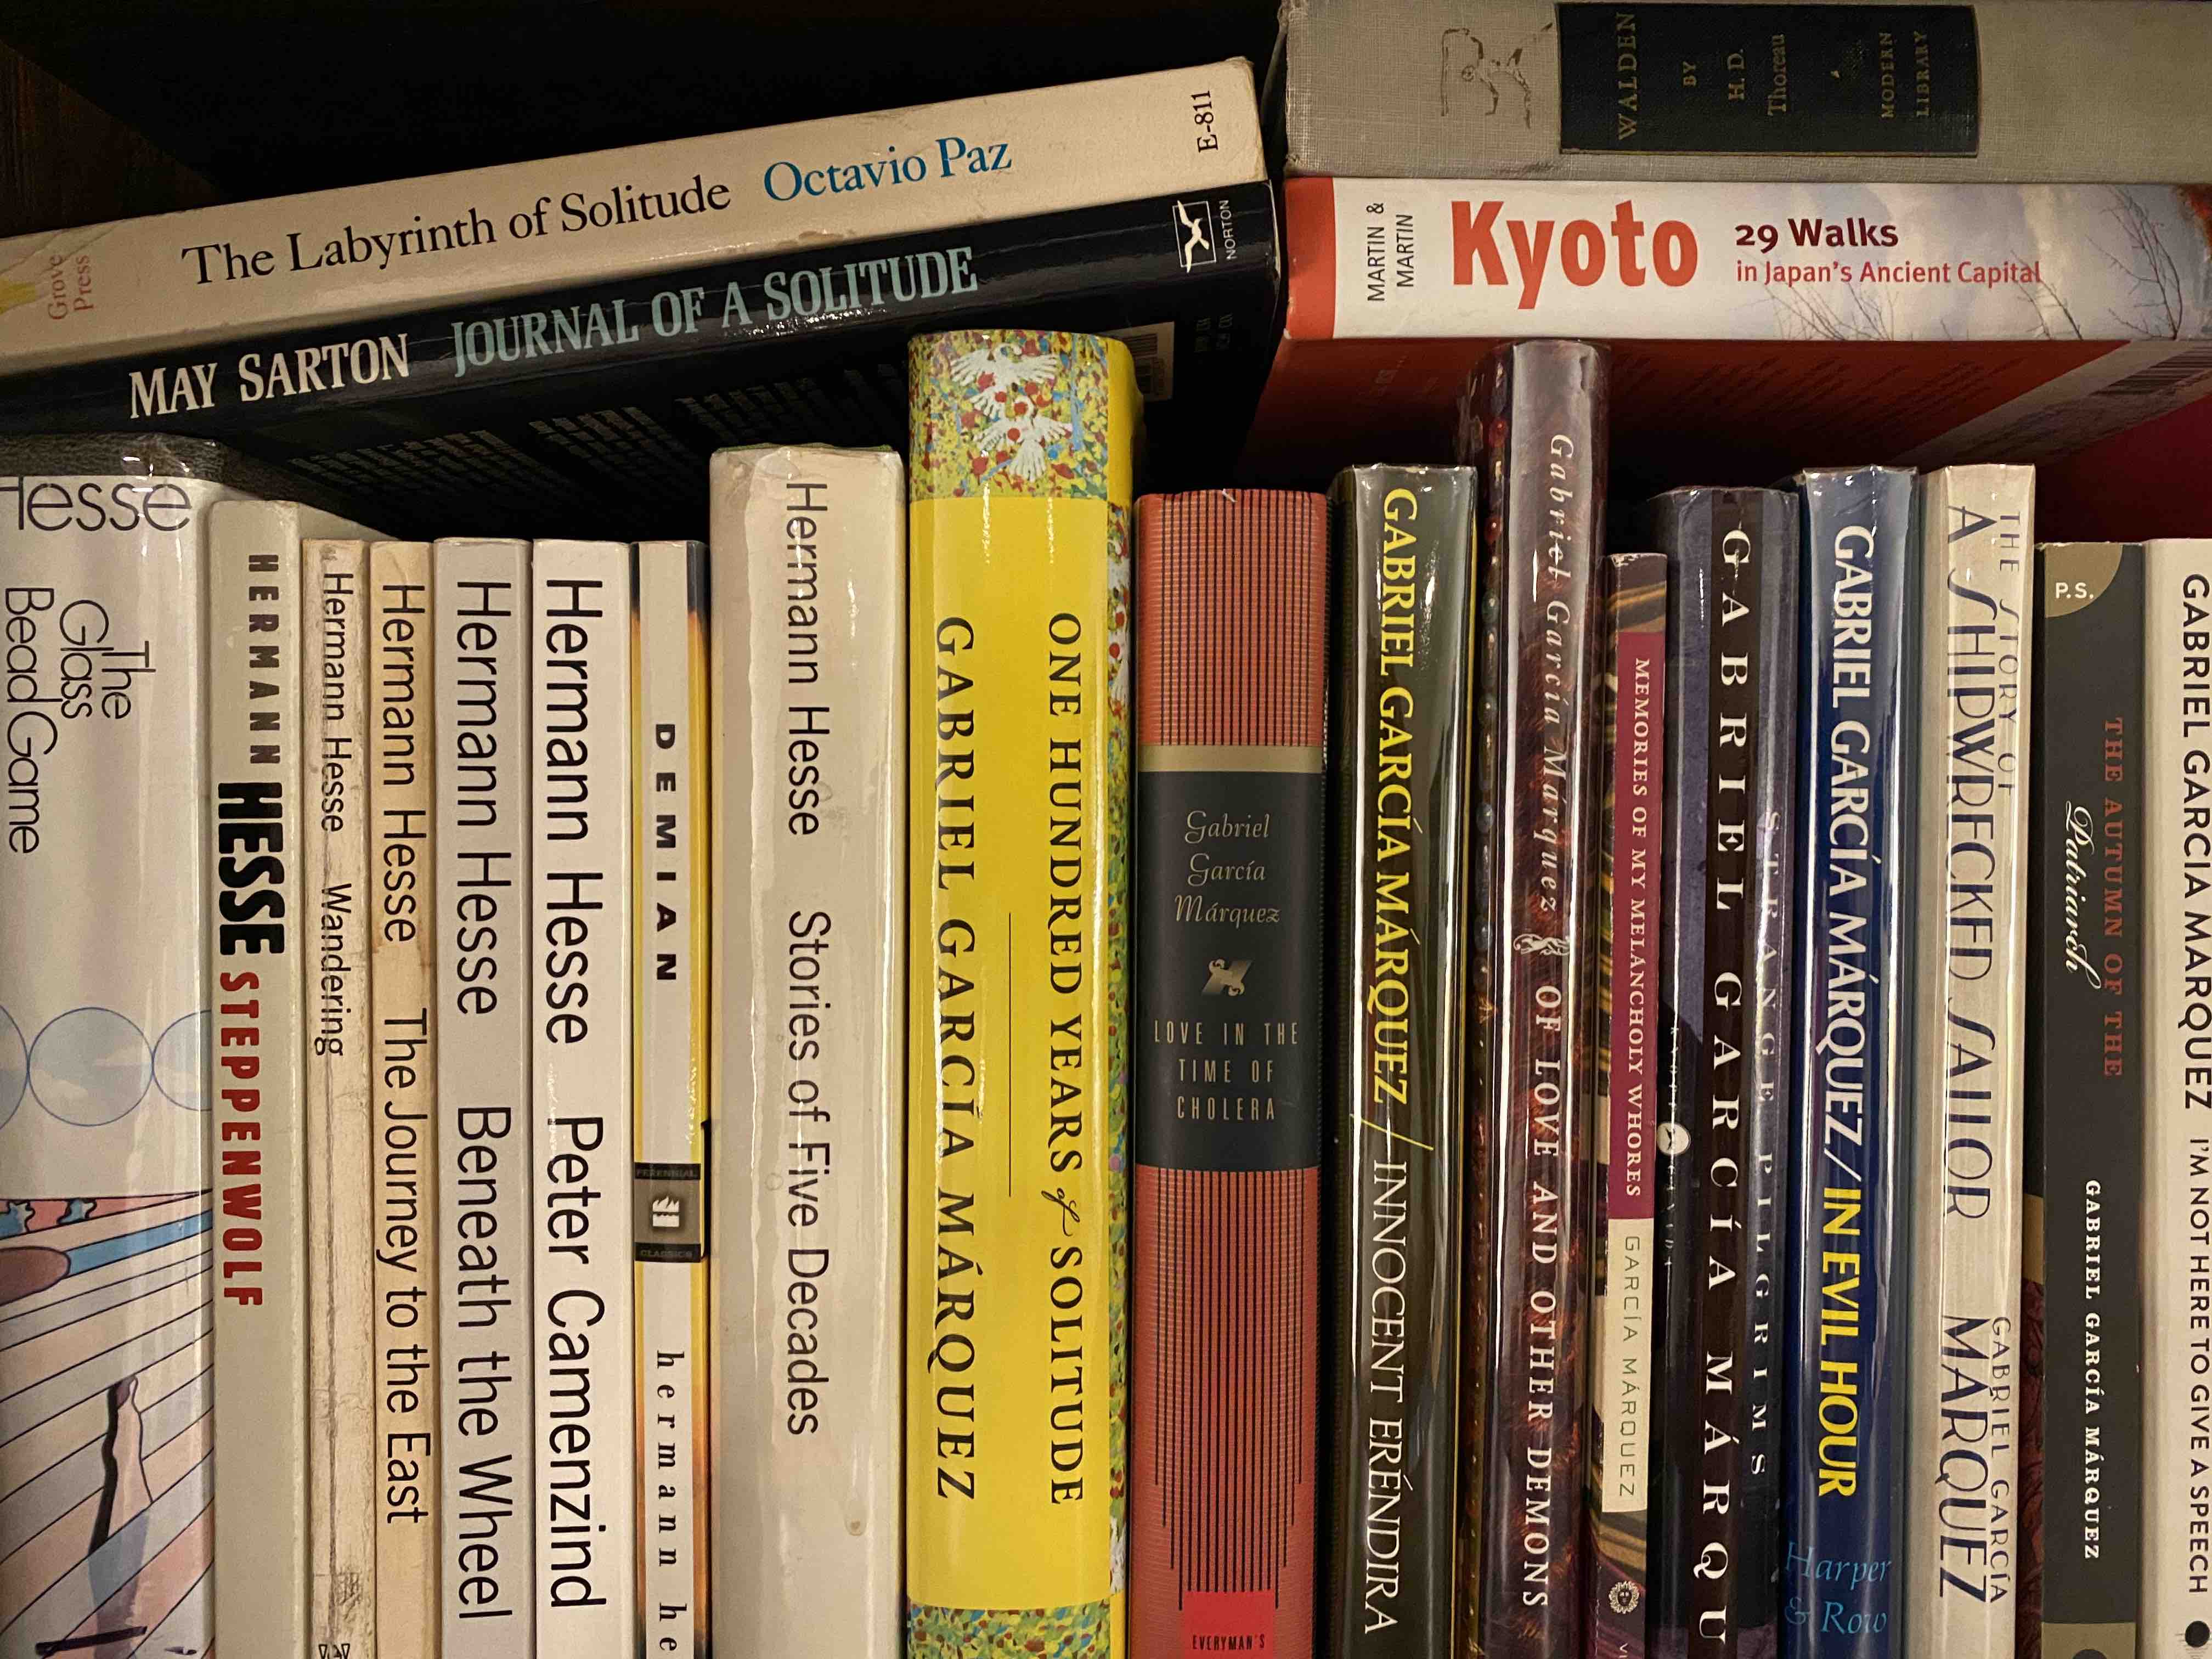 WALDEN
BY
H. D.
Thoreau
MODERN
LIBRARY
The Labyrinth of Solitude Octavio Paz E-811
Grove
Press
MAY SARTON JOURNAL OF A SOLITUDE NORTON
MARTIN &
MARTIN
Kyoto
29 Walks
in Japan's Ancient Capital
Hesse
The
Glass
Bead Game
HERMANN HESSE STEPPENWOLF
Hermann Hesse Wandering
Hermann Hesse The Journey to the East
Hermann Hesse Beneath the Wheel
Hermann Hesse Peter Camenzind
DEMIAN
PERENNIAL
CLASSICS
hermann he
Hermann Hesse Stories of Five Decades
ONE HUNDRED YEARS of SOLITUDE
GABRIEL GARCÍA MÁRQUEZ
Gabriel
García
Márquez
LOVE IN THE
TIME OF
CHOLERA
EVERYMAN'S
GABRIEL GARCÍA MÁRQUEZ / INNOCENT ERÉNDIRA
Gabriel García Márquez OF LOVE AND OTHER DEMONS
MEMORIES OF MY MELANCHOLY WHORES GARCÍA MÁRQUEZ
STRANGE PILGRIMS
GABRIEL GARCÍA MÁRQU
GABRIEL GARCÍA MÁRQUEZ / IN EVIL HOUR
Harper
& Row
THE STORY OF
A SHIPWRECKED SAILOR
GABRIEL GARCÍA
MÁRQUEZ
P.S.
THE AUTUMN OF THE
Patriarch
GABRIEL GARCÍA MÁRQUEZ
GABRIEL GARCÍA MÁRQUEZ I'M NOT HERE TO GIVE A SPEECH